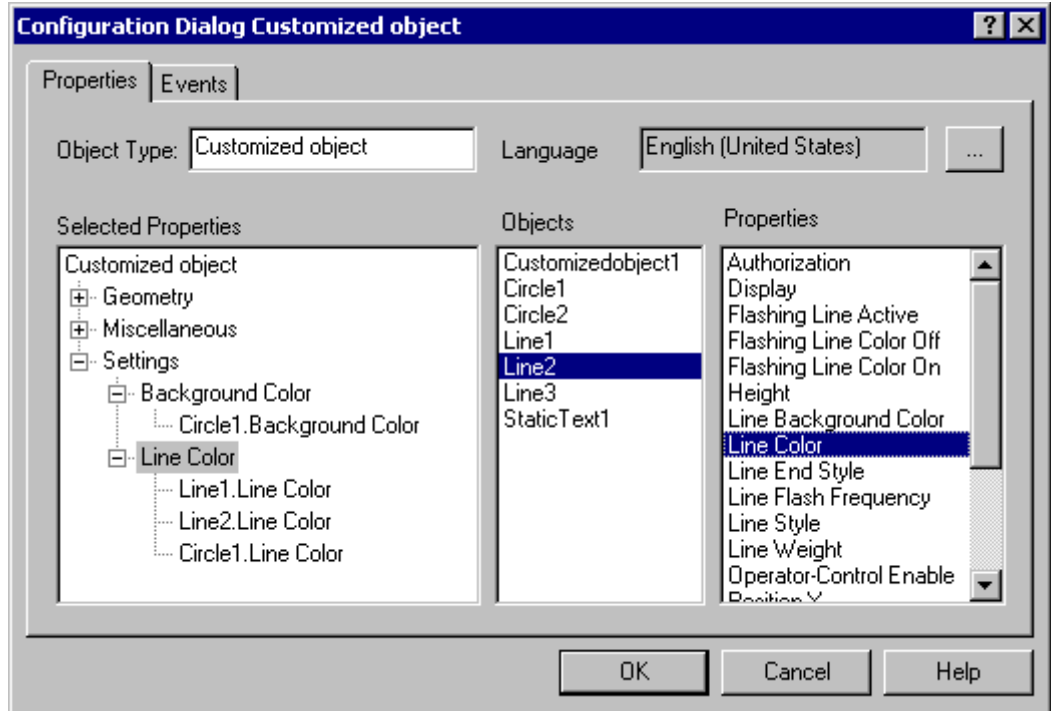 Configuration Dialog Customized object
Properties
Events
Object Type:
Customized object
Language
English (United States)
...
Selected Properties
Customized object
Geometry
Miscellaneous
Settings
Background Color
Circle1.Background Color
Line Color
Line1.Line Color
Line2.Line Color
Circle1.Line Color
Objects
Customizedobject1
Circle1
Circle2
Line1
Line2
Line3
StaticText1
Properties
Authorization
Display
Flashing Line Active
Flashing Line Color Off
Flashing Line Color On
Height
Line Background Color
Line Color
Line End Style
Line Flash Frequency
Line Style
Line Weight
Operator-Control Enable
Position X
OK
Cancel
Help